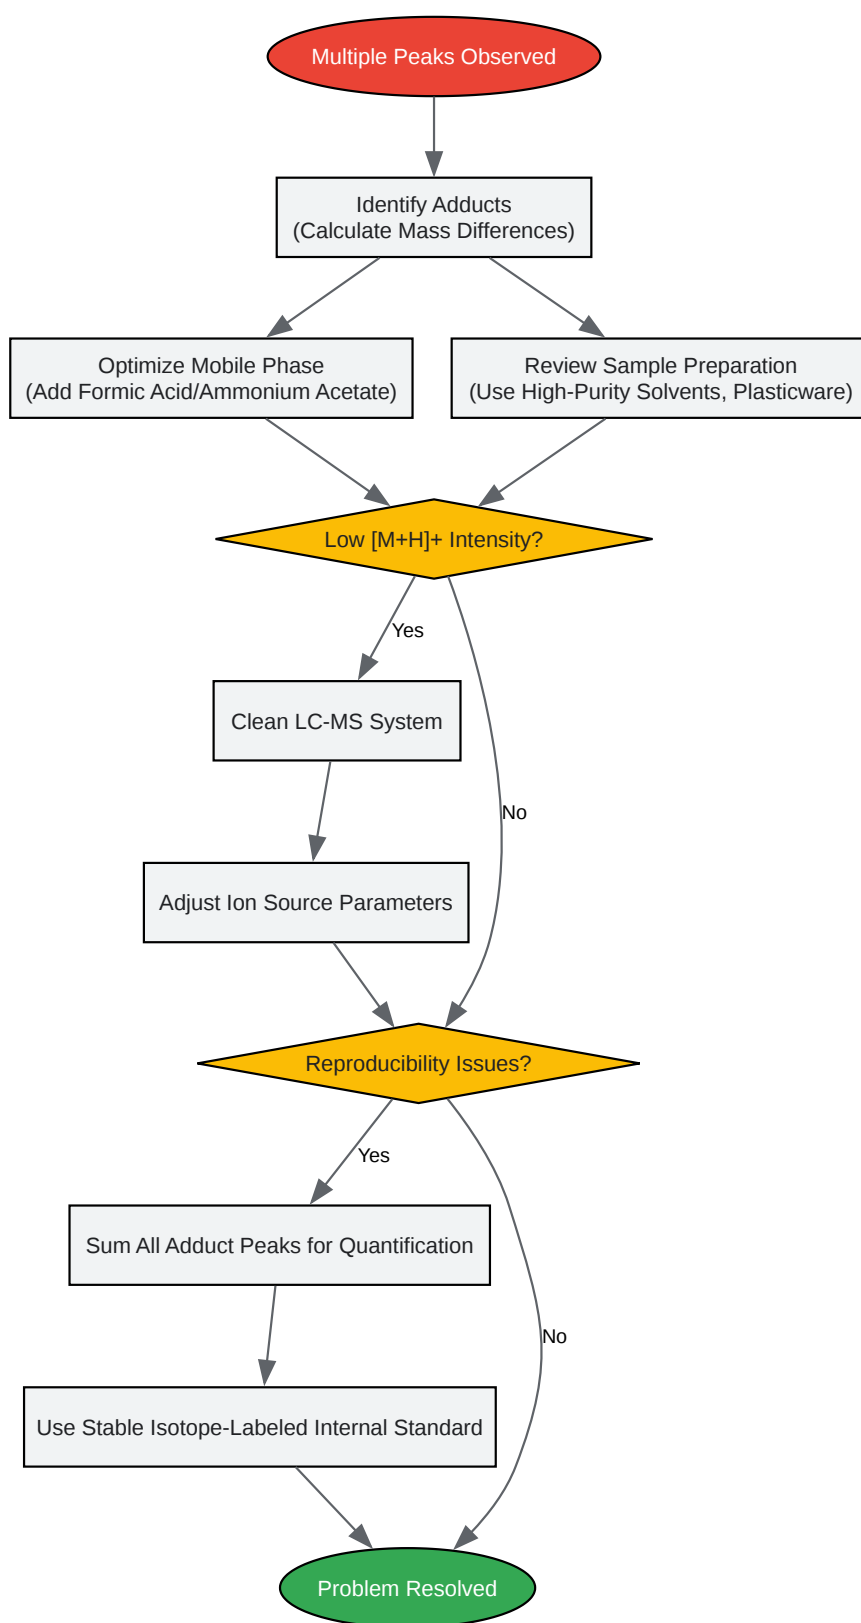 Multiple Peaks Observed
Identify Adducts
(Calculate Mass Differences)
Optimize Mobile Phase
(Add Formic Acid/Ammonium Acetate)
Review Sample Preparation
(Use High-Purity Solvents, Plasticware)
Low [M+H]+ Intensity?
Yes
Clean LC-MS System
No
Adjust Ion Source Parameters
Reproducibility Issues?
Yes
Sum All Adduct Peaks for Quantification
No
Use Stable Isotope-Labeled Internal Standard
Problem Resolved